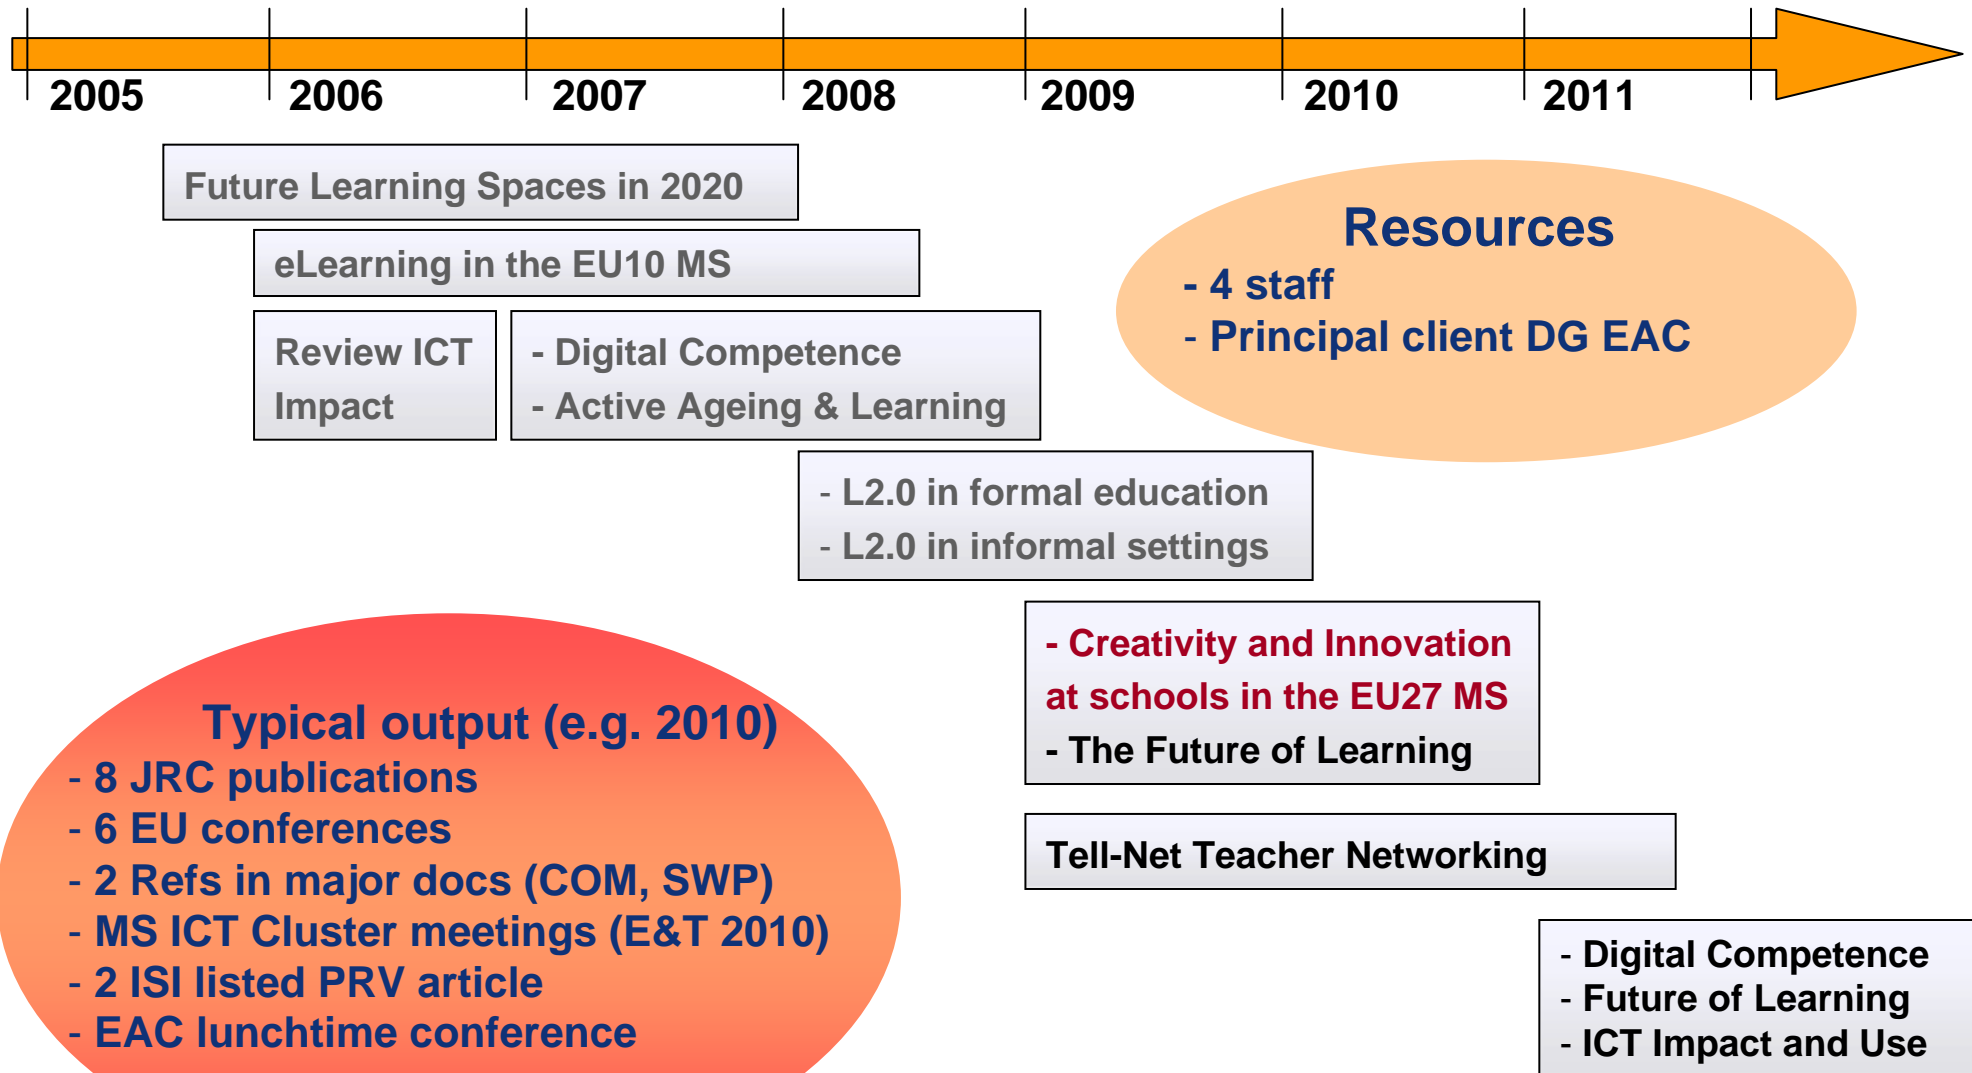 2005 2006 2007 2008 2009 2010 2011
Future Learning Spaces in 2020
eLearning in the EU10 MS
Review ICT
Impact
- Digital Competence
- Active Ageing & Learning
Resources
- 4 staff
- Principal client DG EAC
- L2.0 in formal education
- L2.0 in informal settings
- Creativity and Innovation
at schools in the EU27 MS
- The Future of Learning
Typical output (e.g. 2010)
- 8 JRC publications
- 6 EU conferences
- 2 Refs in major docs (COM, SWP)
- MS ICT Cluster meetings (E&T 2010)
- 2 ISI listed PRV article
- EAC lunchtime conference
Tell-Net Teacher Networking
- Digital Competence
- Future of Learning
- ICT Impact and Use